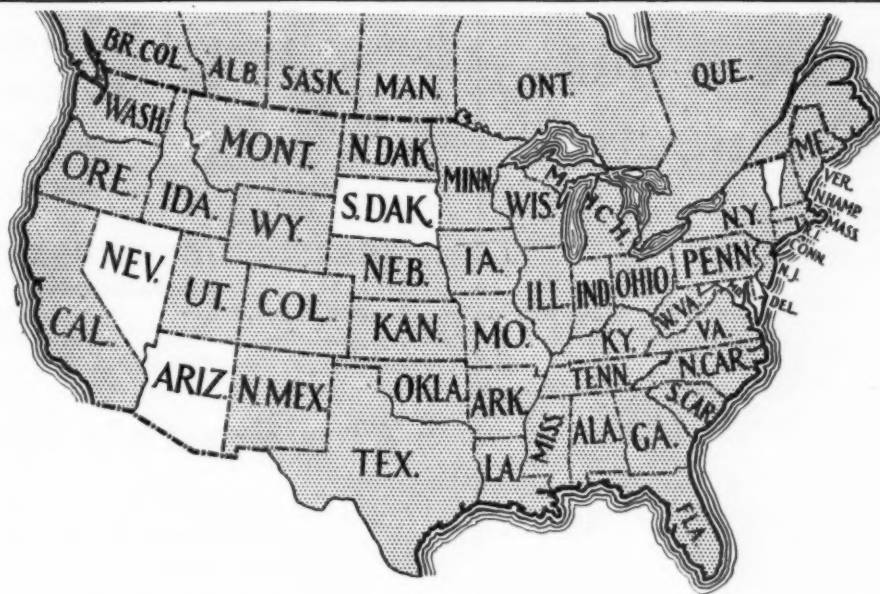 BR. COL.
ALB.
SASK.
MAN.
ONT.
QUE.
WASH.
MONT.
N. DAK.
MINN.
ME.
ORE.
IDA.
WY.
S. DAK.
WIS.
MICH.
N.Y.
VER.
N. HAMP.
MASS.
R.I.
CONN.
NEV.
UT.
COL.
NEB.
IA.
ILL.
IND.
OHIO
PENN.
N.J.
DEL.
CAL.
KAN.
MO.
KY.
W. VA.
VA.
ARIZ.
N. MEX.
OKLA.
ARK.
TENN.
N. CAR.
S. CAR.
TEX.
LA.
MISS.
ALA.
GA.
FLA.